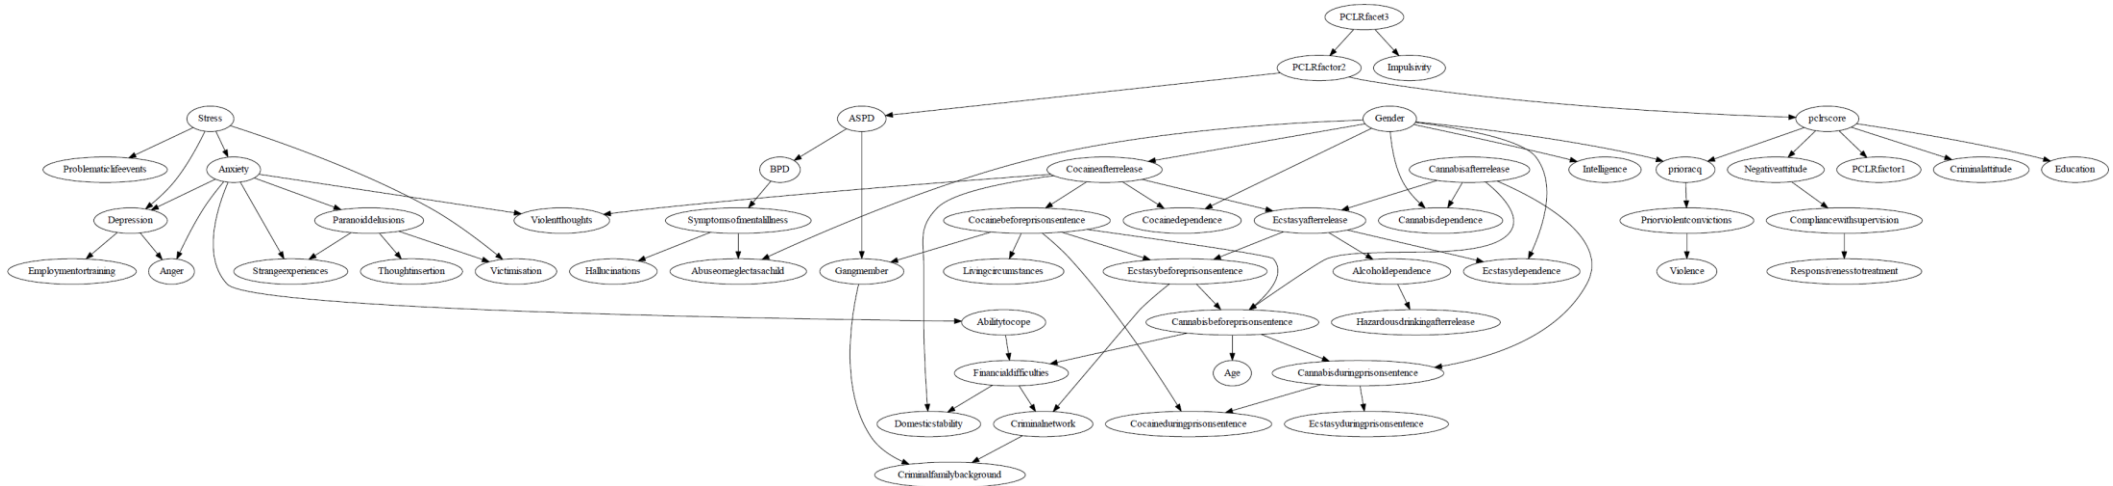 PCLRfacet3
PCLRfactor2
Impulsivity
Stress
ASPD
Gender
pclrscore
Problematiclifeevents
Anxiety
BPD
Cocaineafterrelease
Cannabisafterrelease
Intelligence
prioracq
Negativeattitude
PCLRfactor1
Criminalattitude
Education
Depression
Paranoiddelusions
Violentthoughts
Symptomsofmentalillness
Cocainebeforeprisonsentence
Cocainedependence
Ecstasyafterrelease
Cannabisdependence
Priorviolentconvictions
Compliancewithsupervision
Employmentortraining
Anger
Strangeexperiences
Thoughtinsertion
Victimisation
Hallucinations
Abuseorneglectasachild
Gangmember
Livingcircumstances
Ecstasybeforeprisonsentence
Alcoholdependence
Ecstasydependence
Violence
Responsivenesstotreatment
Abilitytocope
Cannabisbeforeprisonsentence
Hazardousdrinkingafterrelease
Financialdifficulties
Age
Cannabisduringprisonsentence
Domesticstability
Criminalnetwork
Cocaineduringprisonsentence
Ecstasyduringprisonsentence
Criminalfamilybackground